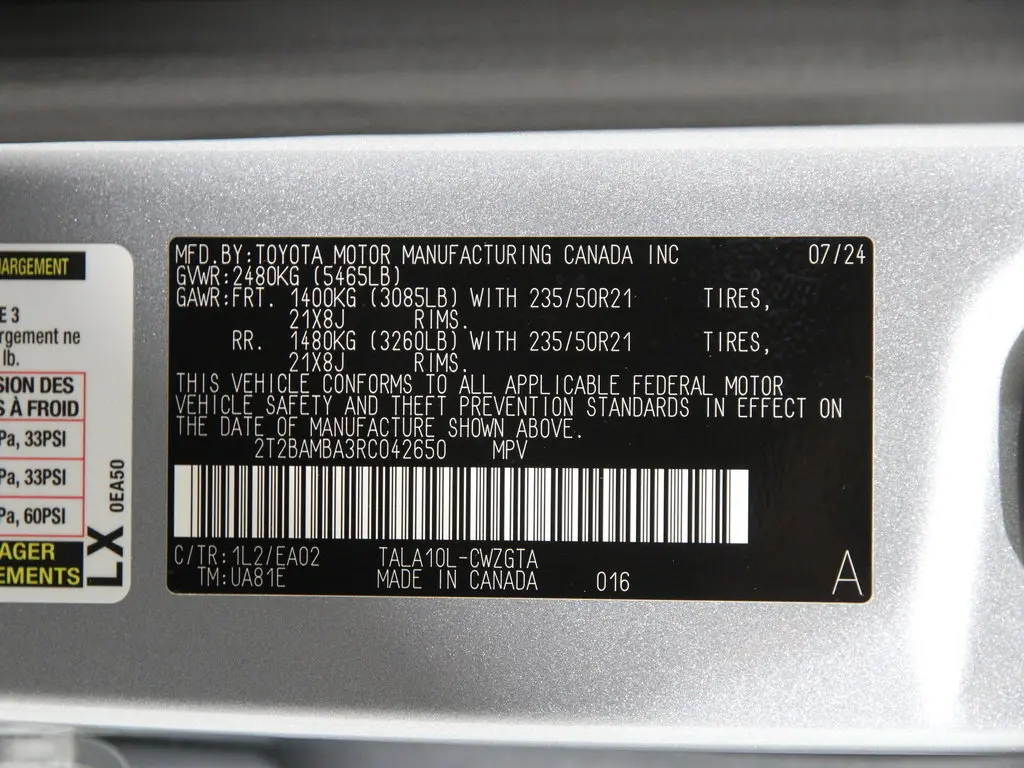 HARGEMENT
E 3
argement ne
lb.
SION DES
S À FROID
Pa, 33PSI
Pa, 33PSI
Pa, 60PSI
AGER
EMENTS
LX
0EA50
MFD.BY:TOYOTA MOTOR MANUFACTURING CANADA INC 07/24
GVWR:2480KG (5465LB)
GAWR:FRT. 1400KG (3085LB) WITH 235/50R21 TIRES,
21X8J RIMS.
RR. 1480KG (3260LB) WITH 235/50R21 TIRES,
21X8J RIMS.
THIS VEHICLE CONFORMS TO ALL APPLICABLE FEDERAL MOTOR
VEHICLE SAFETY AND THEFT PREVENTION STANDARDS IN EFFECT ON
THE DATE OF MANUFACTURE SHOWN ABOVE.
2T2BAMBA3RC042650 MPV
C/TR:1L2/EA02 TALA10L-CWZGTA
TM:UA81E MADE IN CANADA 016 A